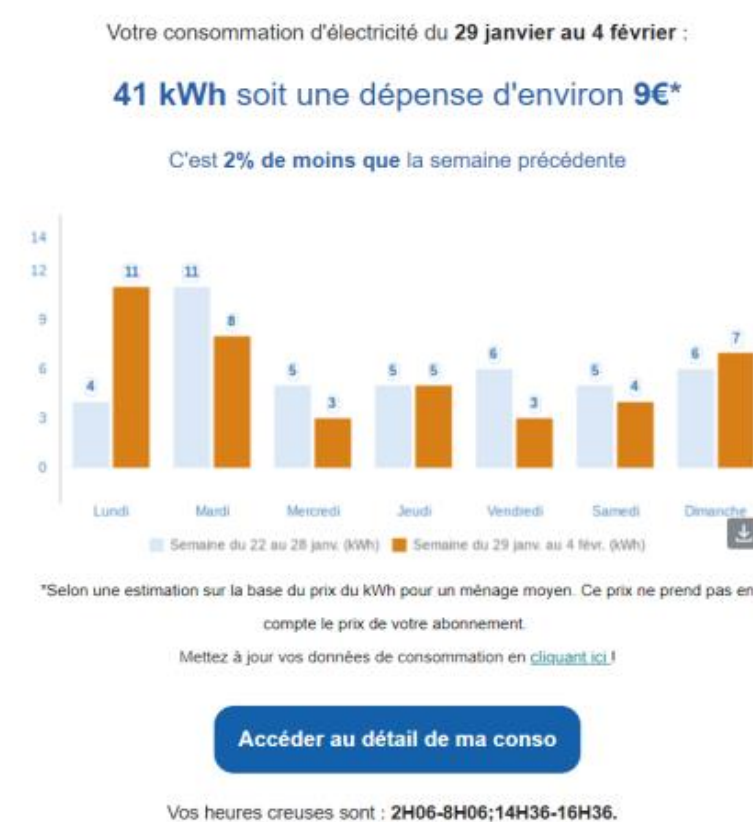 Votre consommation d'électricité du 29 janvier au 4 février :
41 kWh soit une dépense d'environ 9€*
C'est 2% de moins que la semaine précédente
14
12
9
6
3
0
4 11
11 8
5 3
5 5
6 3
5 4
6 7
Lundi Mardi Mercredi Jeudi Vendredi Samedi Dimanche
Semaine du 22 au 28 janv. (kWh) Semaine du 29 janv. au 4 févr. (kWh)
*Selon une estimation sur la base du prix du kWh pour un ménage moyen. Ce prix ne prend pas en
compte le prix de votre abonnement.
Mettez à jour vos données de consommation en cliquant ici !
Accéder au détail de ma conso
Vos heures creuses sont : 2H06-8H06;14H36-16H36.